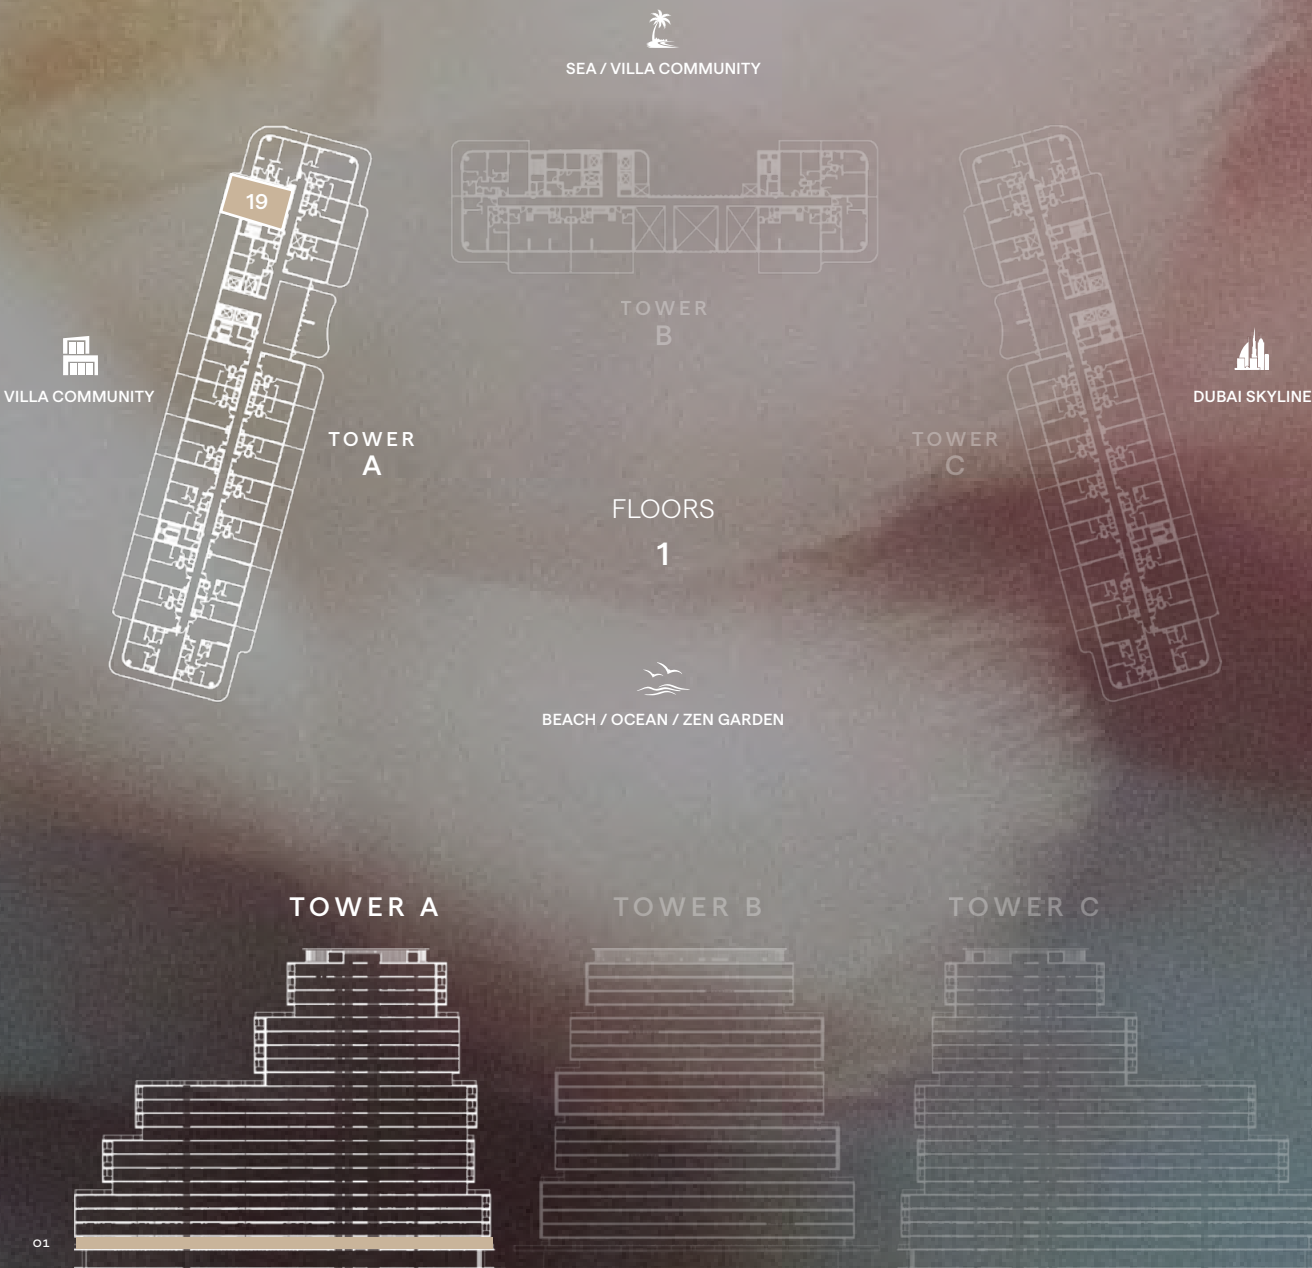 SEA / VILLA COMMUNITY
19
TOWER
B
VILLA COMMUNITY
DUBAI SKYLINE
TOWER
A
TOWER
C
FLOORS
1
BEACH / OCEAN / ZEN GARDEN
TOWER A
TOWER B
TOWER C
01